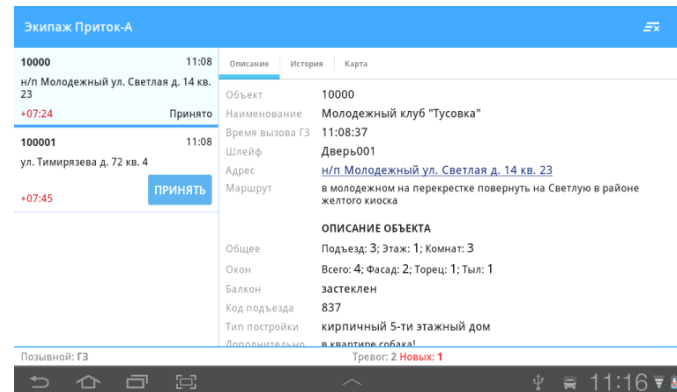 Экипаж Приток-А
10000 11:08
н/п Молодежный ул. Светлая д. 14 кв.
23
+07:24 Принято
100001 11:08
ул. Тимирязева д. 72 кв. 4
ПРИНЯТЬ
+07:45
Описание История Карта
Объект 10000
Наименование Молодежный клуб "Тусовка"
Время вызова ГЗ 11:08:37
Шлейф Дверь001
Адрес н/п Молодежный ул. Светлая д. 14 кв. 23
Маршрут в молодежном на перекрестке повернуть на Светлую в районе
желтого киоска
ОПИСАНИЕ ОБЪЕКТА
Общее Подъезд: 3; Этаж: 1; Комнат: 3
Окон Всего: 4; Фасад: 2; Торец: 1; Тыл: 1
Балкон застеклен
Код подъезда 837
Тип постройки кирпичный 5-ти этажный дом
Дополнительно в квартире собака!
Позывной: ГЗ Тревог: 2 Новых: 1
11:16